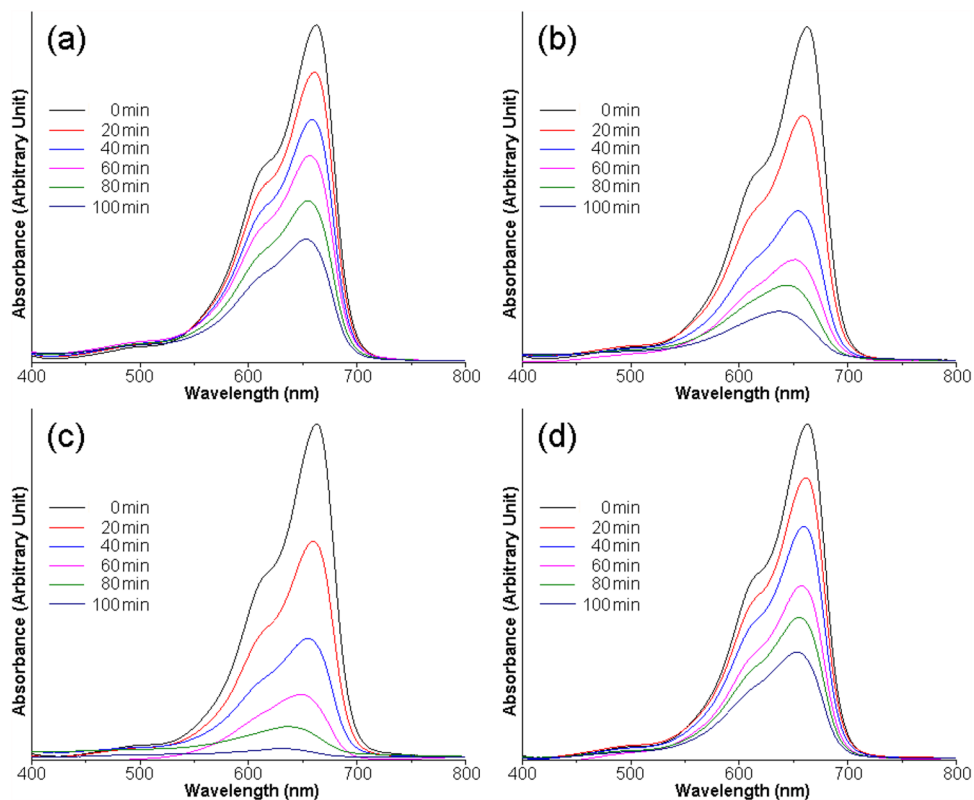 (a)
Absorbance (Arbitrary Unit)
0 min
20 min
40 min
60 min
80 min
100 min
400 500 600 700 800
Wavelength (nm)
(b)
Absorbance (Arbitrary Unit)
0 min
20 min
40 min
60 min
80 min
100 min
400 500 600 700 800
Wavelength (nm)
(c)
Absorbance (Arbitrary Unit)
0 min
20 min
40 min
60 min
80 min
100 min
400 500 600 700 800
Wavelength (nm)
(d)
Absorbance (Arbitrary Unit)
0 min
20 min
40 min
60 min
80 min
100 min
400 500 600 700 800
Wavelength (nm)